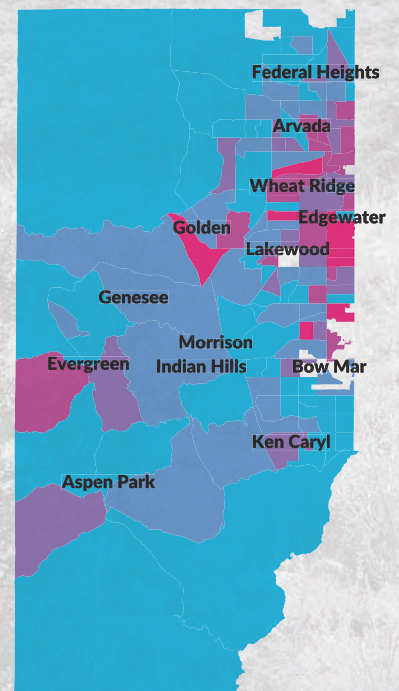 Federal Heights
Arvada
Wheat Ridge
Edgewater
Golden
Lakewood
Genesee
Morrison
Evergreen
Indian Hills
Bow Mar
Ken Caryl
Aspen Park